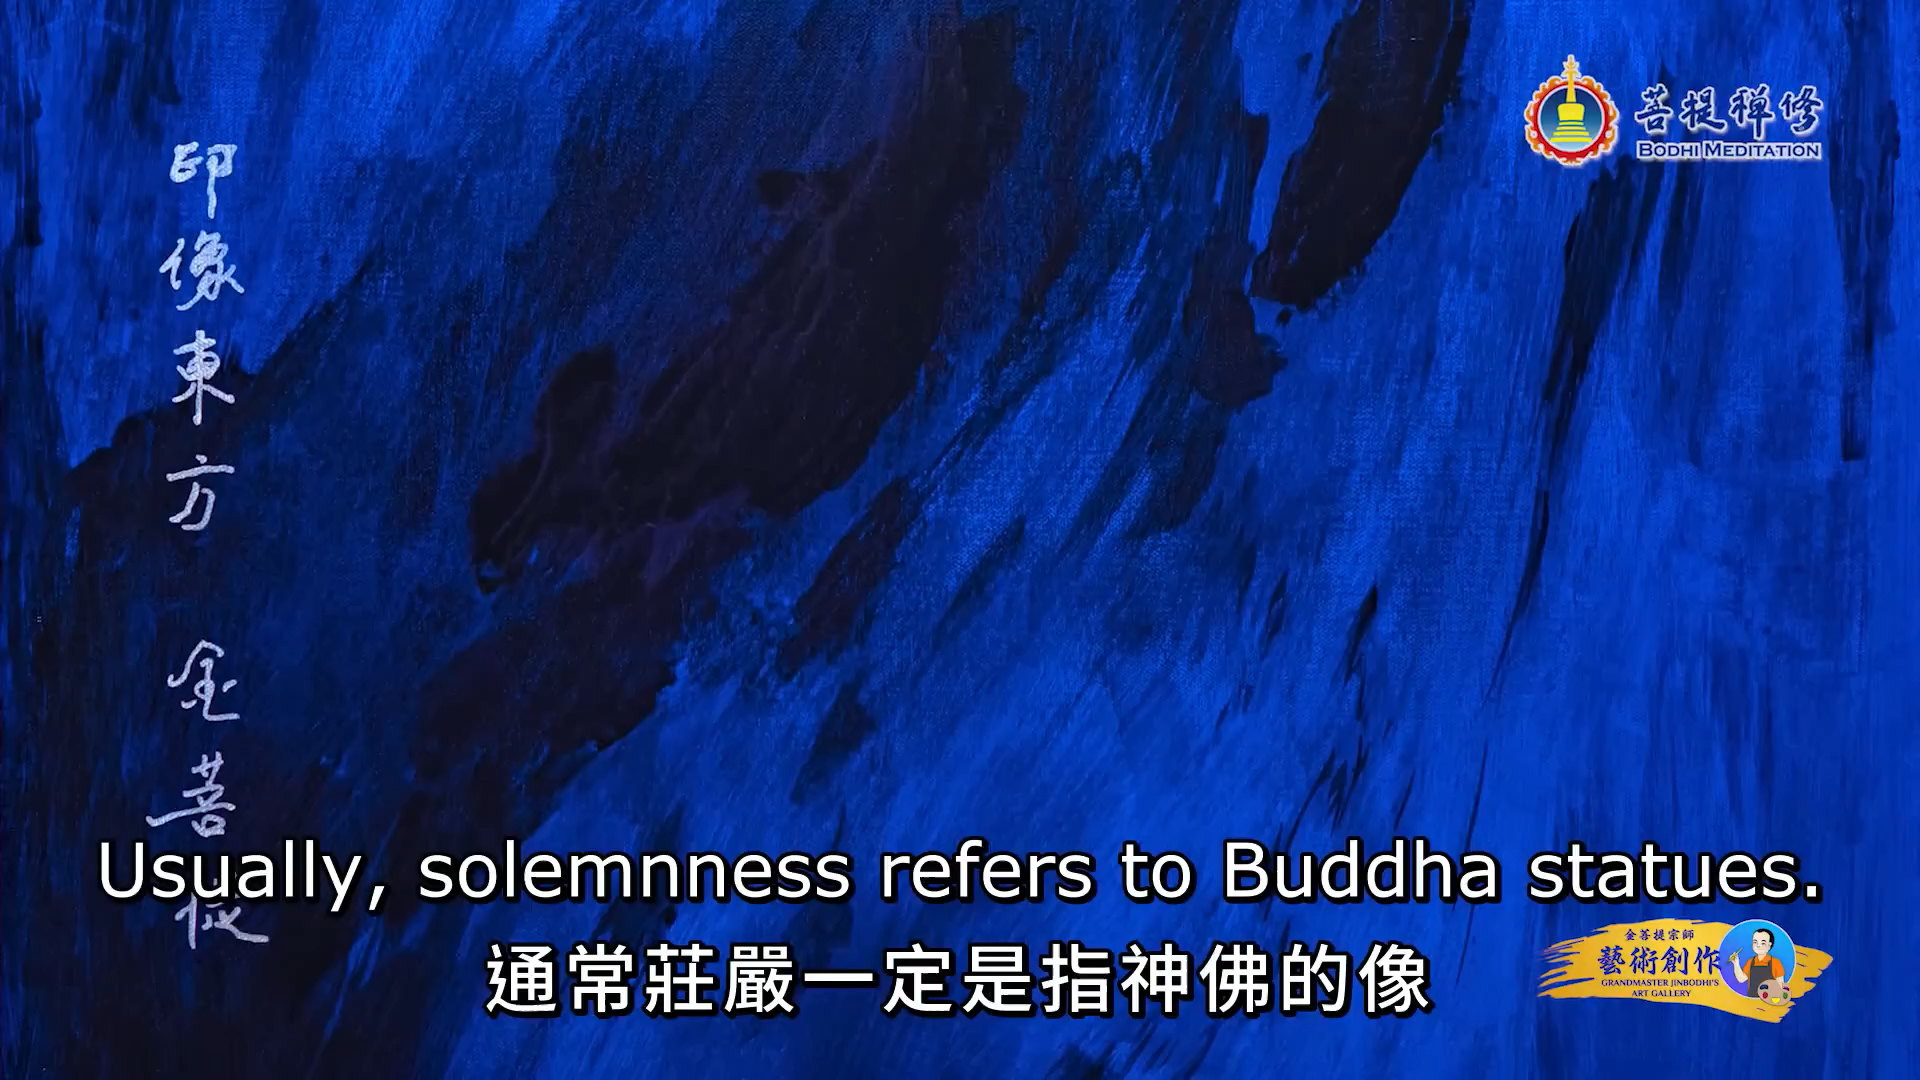 印像東方 金菩提
菩提禪修
BODHI MEDITATION
Usually, solemnness refers to Buddha statues.
通常莊嚴一定是指神佛的像
金菩提宗師
藝術創作
GRANDMASTER JINBODHI'S
ART GALLERY